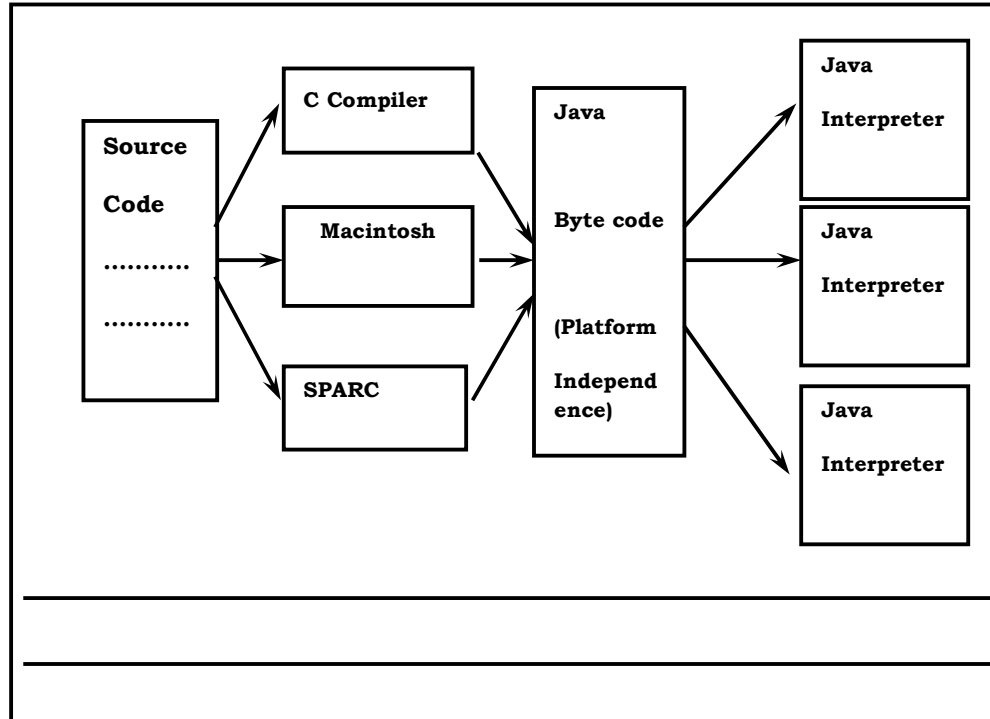 Source
Code
...........
...........
C Compiler
Macintosh
SPARC
Java
Byte code
(Platform
Independ
ence)
Java
Interpreter
Java
Interpreter
Java
Interpreter